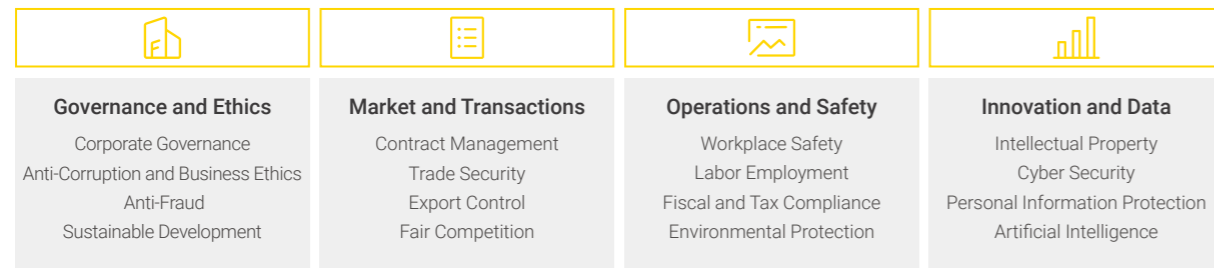 Governance and Ethics
Corporate Governance
Anti-Corruption and Business Ethics
Anti-Fraud
Sustainable Development
Market and Transactions
Contract Management
Trade Security
Export Control
Fair Competition
Operations and Safety
Workplace Safety
Labor Employment
Fiscal and Tax Compliance
Environmental Protection
Innovation and Data
Intellectual Property
Cyber Security
Personal Information Protection
Artificial Intelligence